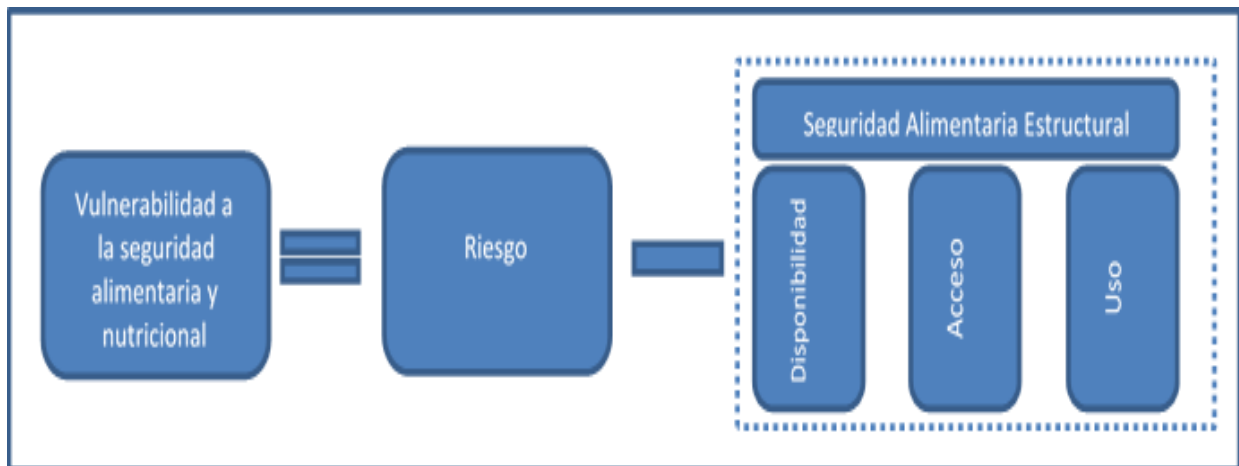 Vulnerabilidad a
la seguridad
alimentaria y
nutricional
Riesgo
Seguridad Alimentaria Estructural
Disponibilidad
Acceso
Uso